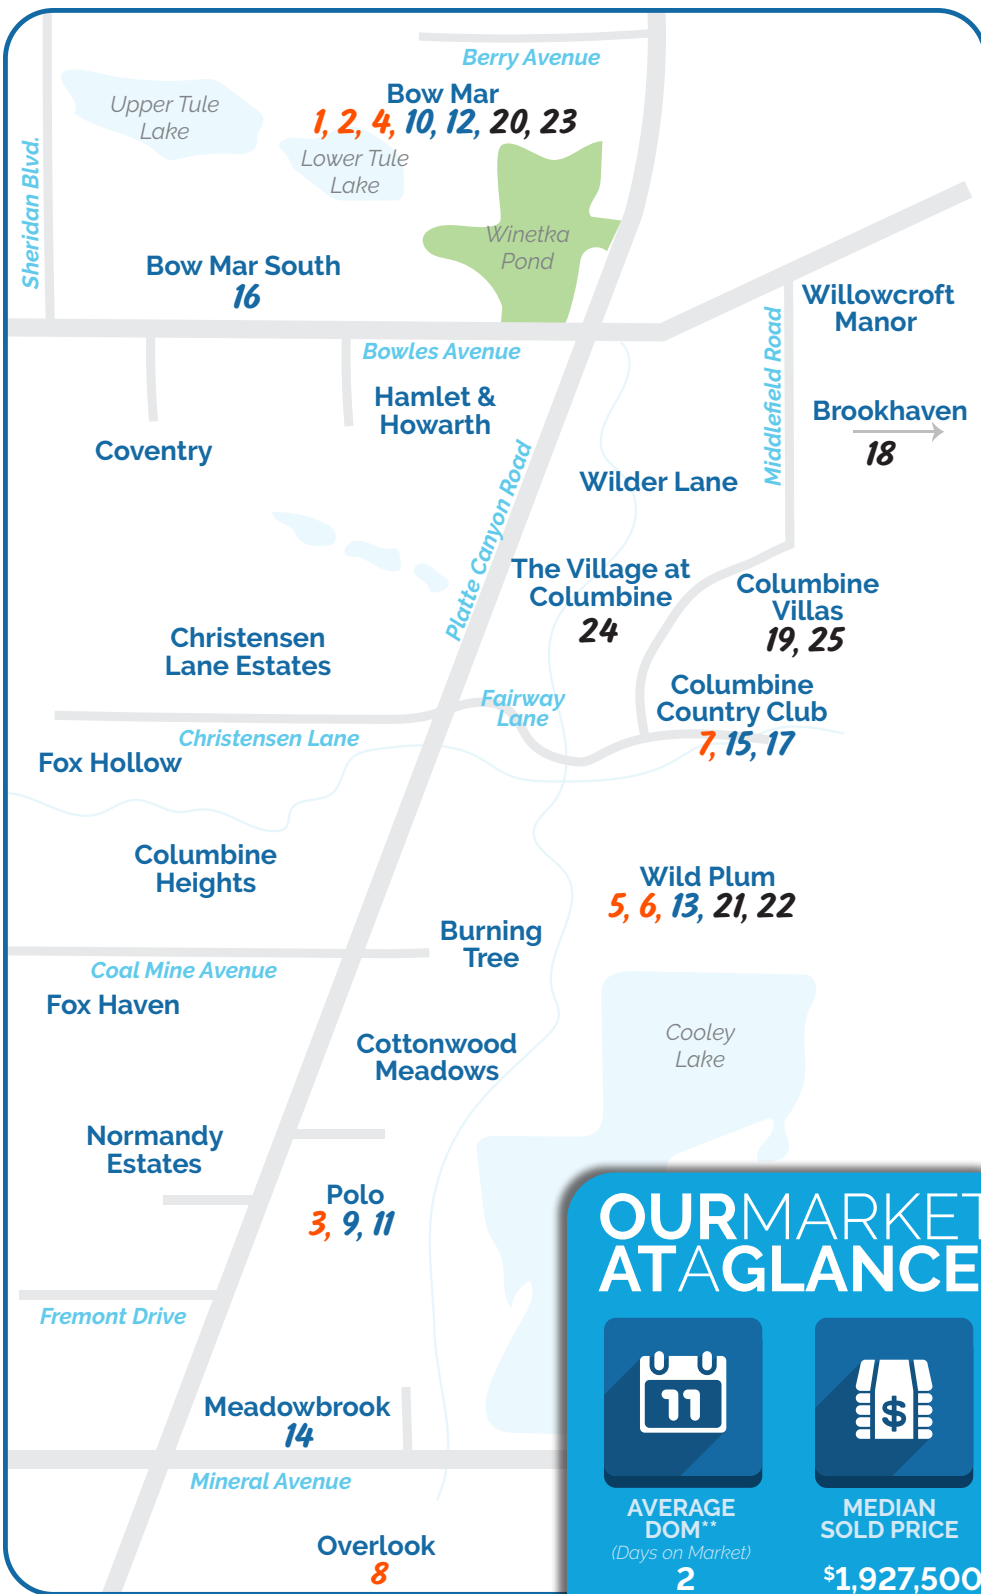 Berry Avenue
Bow Mar
1, 2, 4, 10, 12, 20, 23
Upper Tule
Lake
Lower Tule
Lake
Sheridan Blvd.
Winetka
Pond
Bow Mar South
16
Willowcroft
Manor
Bowles Avenue
Middlefield Road
Hamlet &
Howarth
Brookhaven
18
Coventry
Platte Canyon Road
Wilder Lane
The Village at
Columbine
24
Columbine
Villas
19, 25
Christensen
Lane Estates
Columbine
Country Club
7, 15, 17
Fairway
Lane
Christensen Lane
Fox Hollow
Columbine
Heights
Wild Plum
5, 6, 13, 21, 22
Burning
Tree
Coal Mine Avenue
Fox Haven
Cottonwood
Meadows
Cooley
Lake
Normandy
Estates
Polo
3, 9, 11
Fremont Drive
Meadowbrook
14
Mineral Avenue
Overlook
8
OURMARKET
ATAGLANCE
11
$
AVERAGE
DOM**
(Days on Market)
2
MEDIAN
SOLD PRICE
$1,927,500